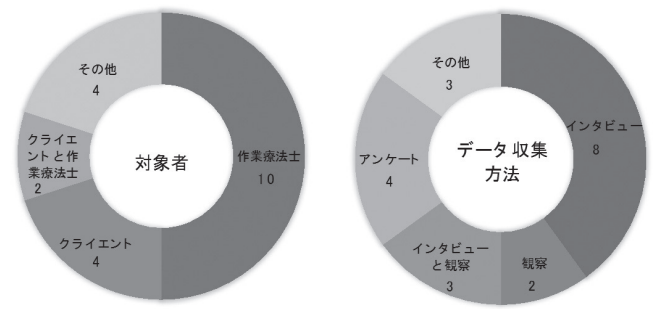 対象者
作業療法士
10
クライエント
4
クライエ
ントと作
業療法士
2
その他
4
データ収集
方法
インタビュー
8
観察
2
インタビュー
と観察
3
アンケート
4
その他
3